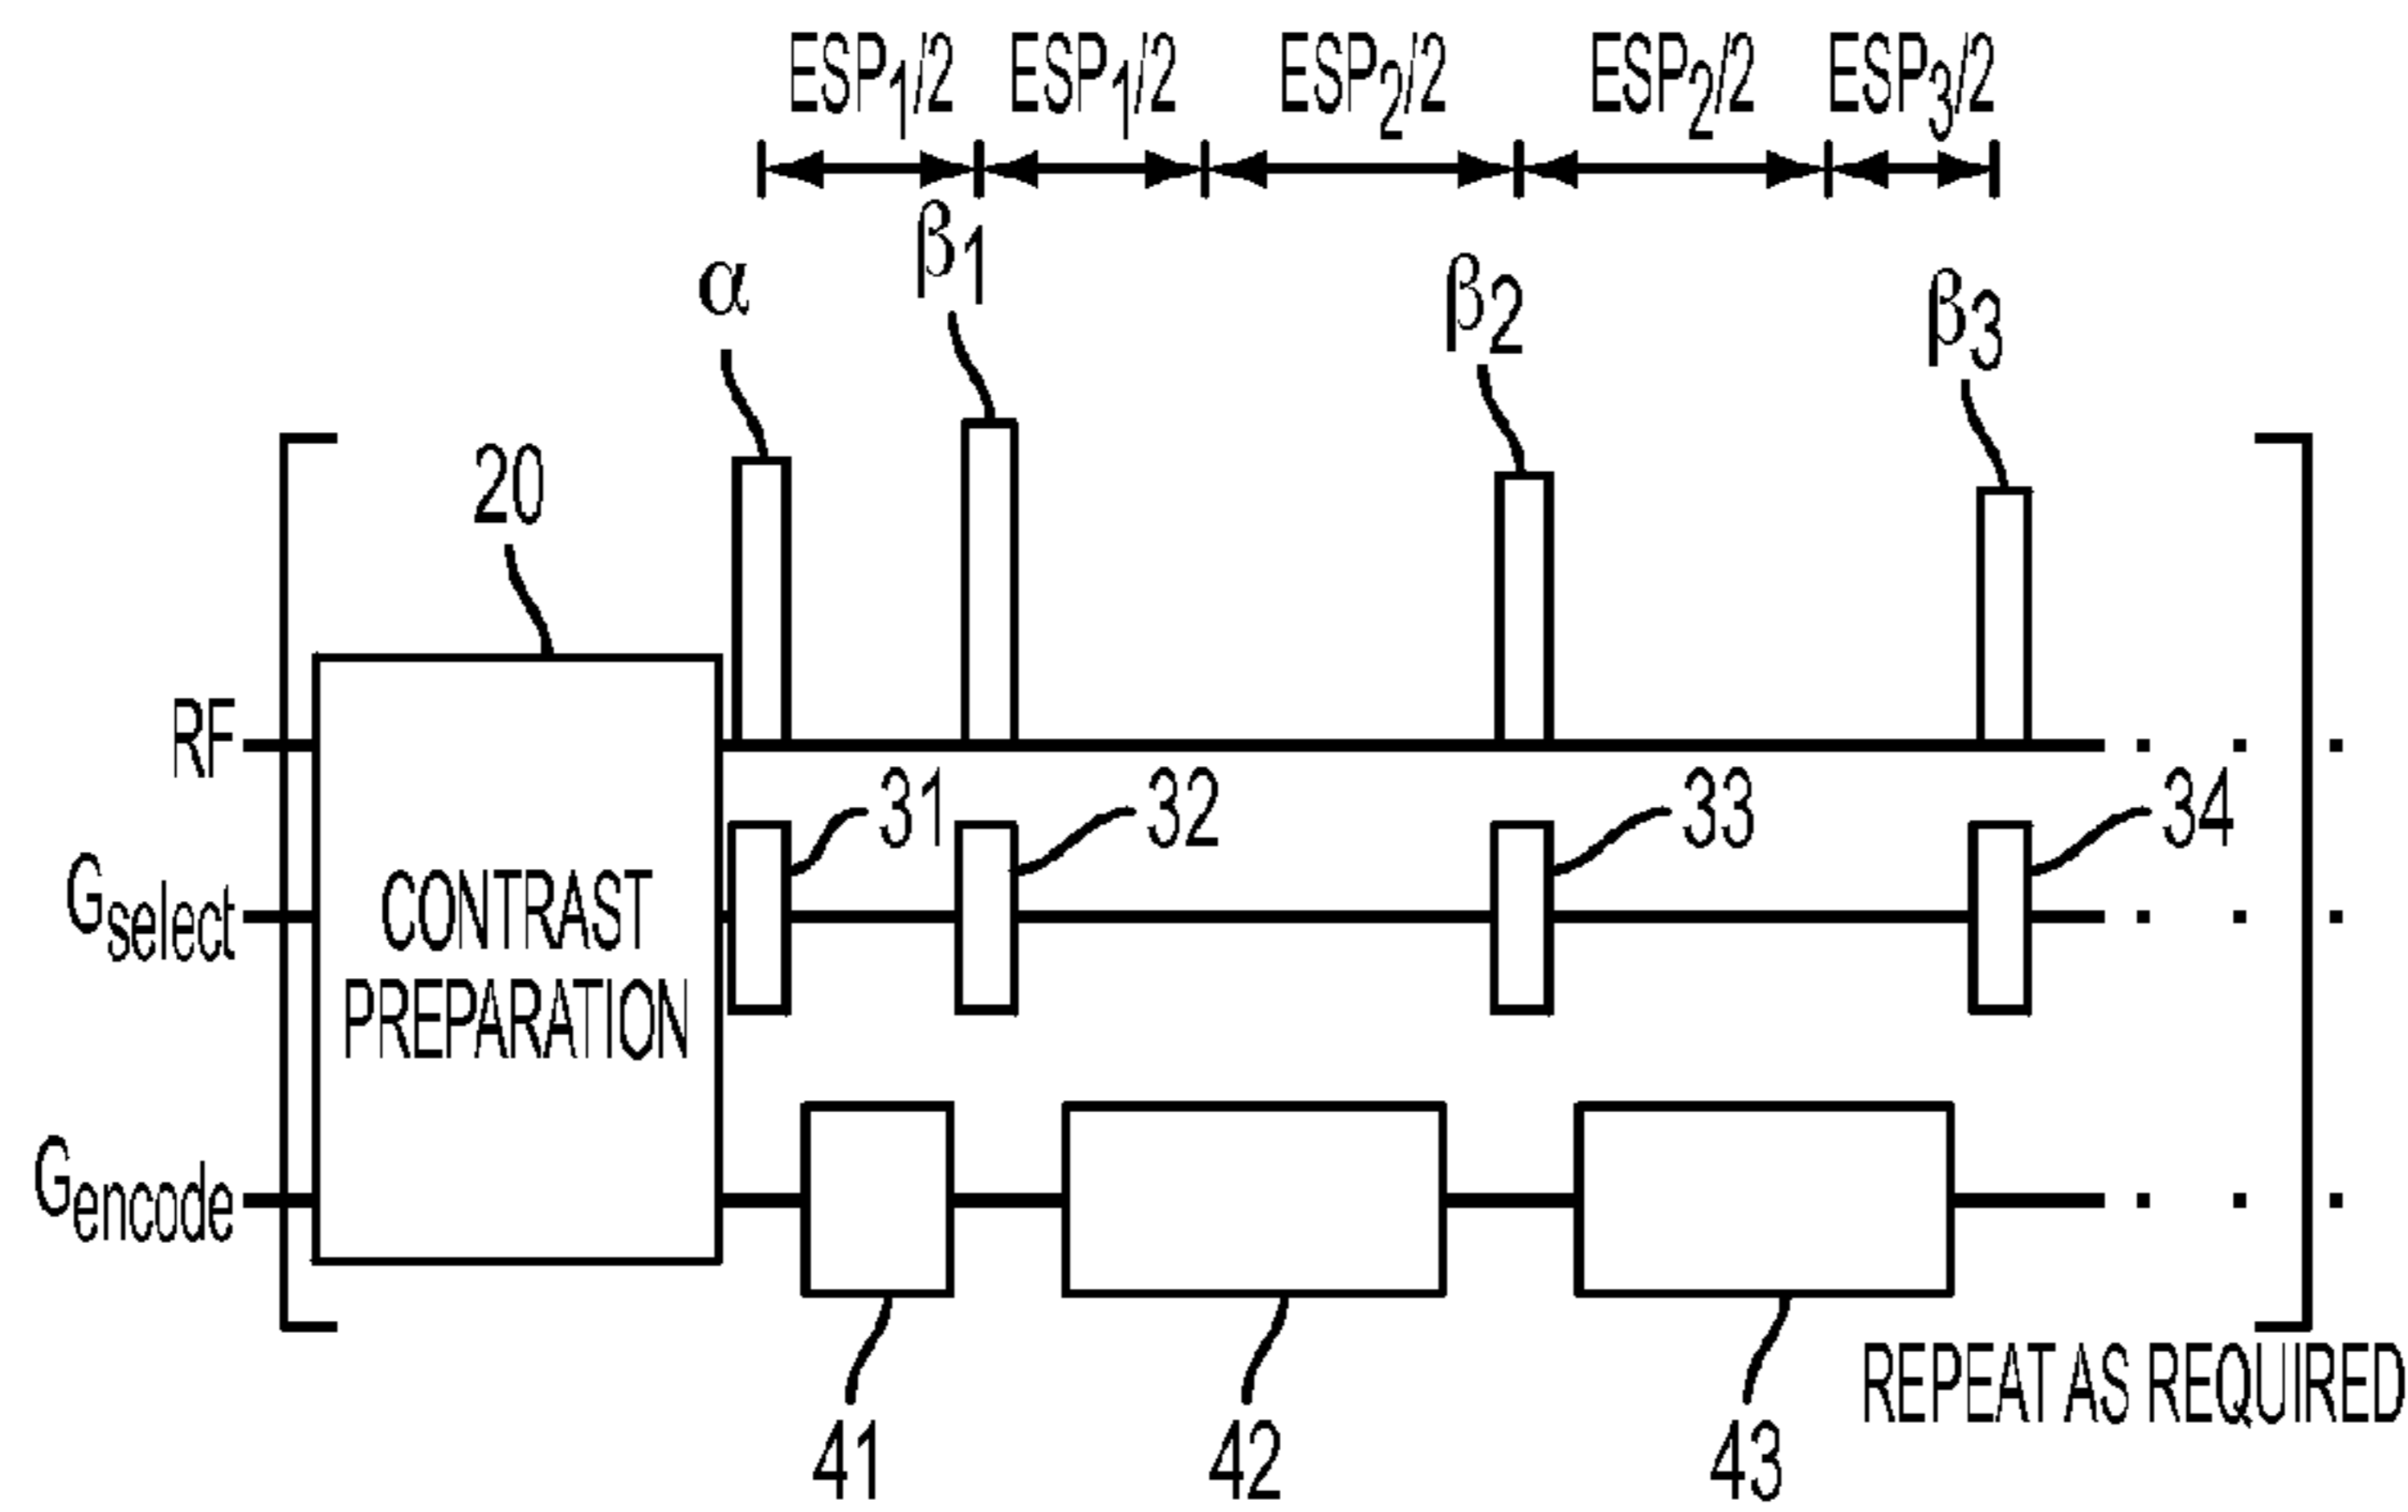 ESP1/2 ESP1/2 ESP2/2 ESP2/2 ESP3/2
α β1 β2 β3
20
RF
31 32 33 34
Gselect
CONTRAST
PREPARATION
Gencode
REPEAT AS REQUIRED
41 42 43